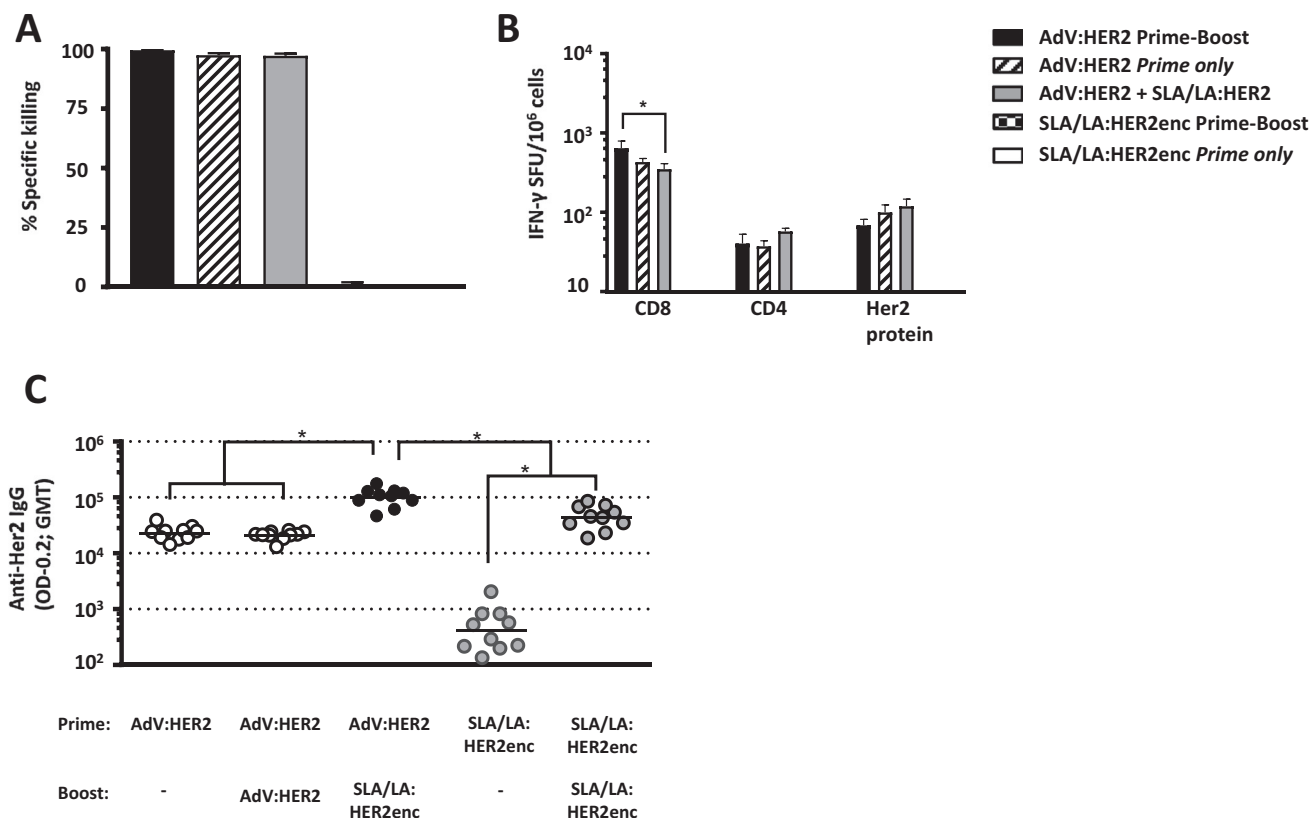 A
% Specific killing
100
75
50
25
0
B
IFN-γ SFU/10⁶ cells
10⁴
10³
10²
10
*
CD8
CD4
Her2
protein
AdV:HER2 Prime-Boost
AdV:HER2 Prime only
AdV:HER2 + SLA/LA:HER2
SLA/LA:HER2enc Prime-Boost
SLA/LA:HER2enc Prime only
C
Anti-Her2 IgG
(OD-0.2; GMT)
10⁶
10⁵
10⁴
10³
10²
*
*
*
Prime: AdV:HER2 AdV:HER2 AdV:HER2 SLA/LA: SLA/LA:
HER2enc HER2enc
Boost: - AdV:HER2 SLA/LA: - SLA/LA:
HER2enc HER2enc